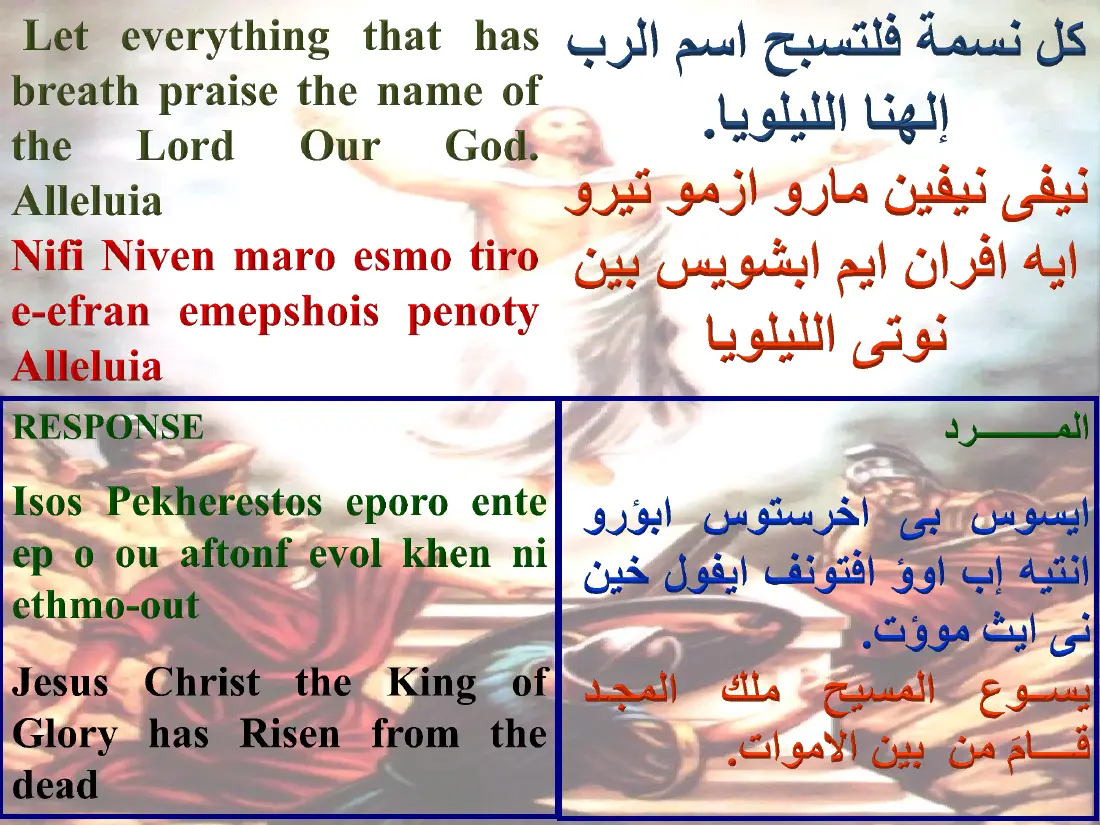 Let everything that has
breath praise the name of
the Lord Our God.
Alleluia
Nifi Niven maro esmo tiro
e-efran emepshois penoty
Alleluia
كل نسمة فلتسبح اسم الرب
إلهنا الليلويا.
نيفى نيفين مارو ازمو تيرو
ايه افران ايم ابشويس بين
نوتى الليلويا
RESPONSE
Isos Pekherestos eporo ente
ep o ou aftonf evol khen ni
ethmo-out
Jesus Christ the King of
Glory has Risen from the
dead
المـــــــــرد
ايسوس بى اخرستوس ابؤرو
انتيه إب اوؤ افتونف ايفول خين
نى ايث موؤت.
يســوع المسيح ملك المجـد
قــــامَ من بين الاموات.